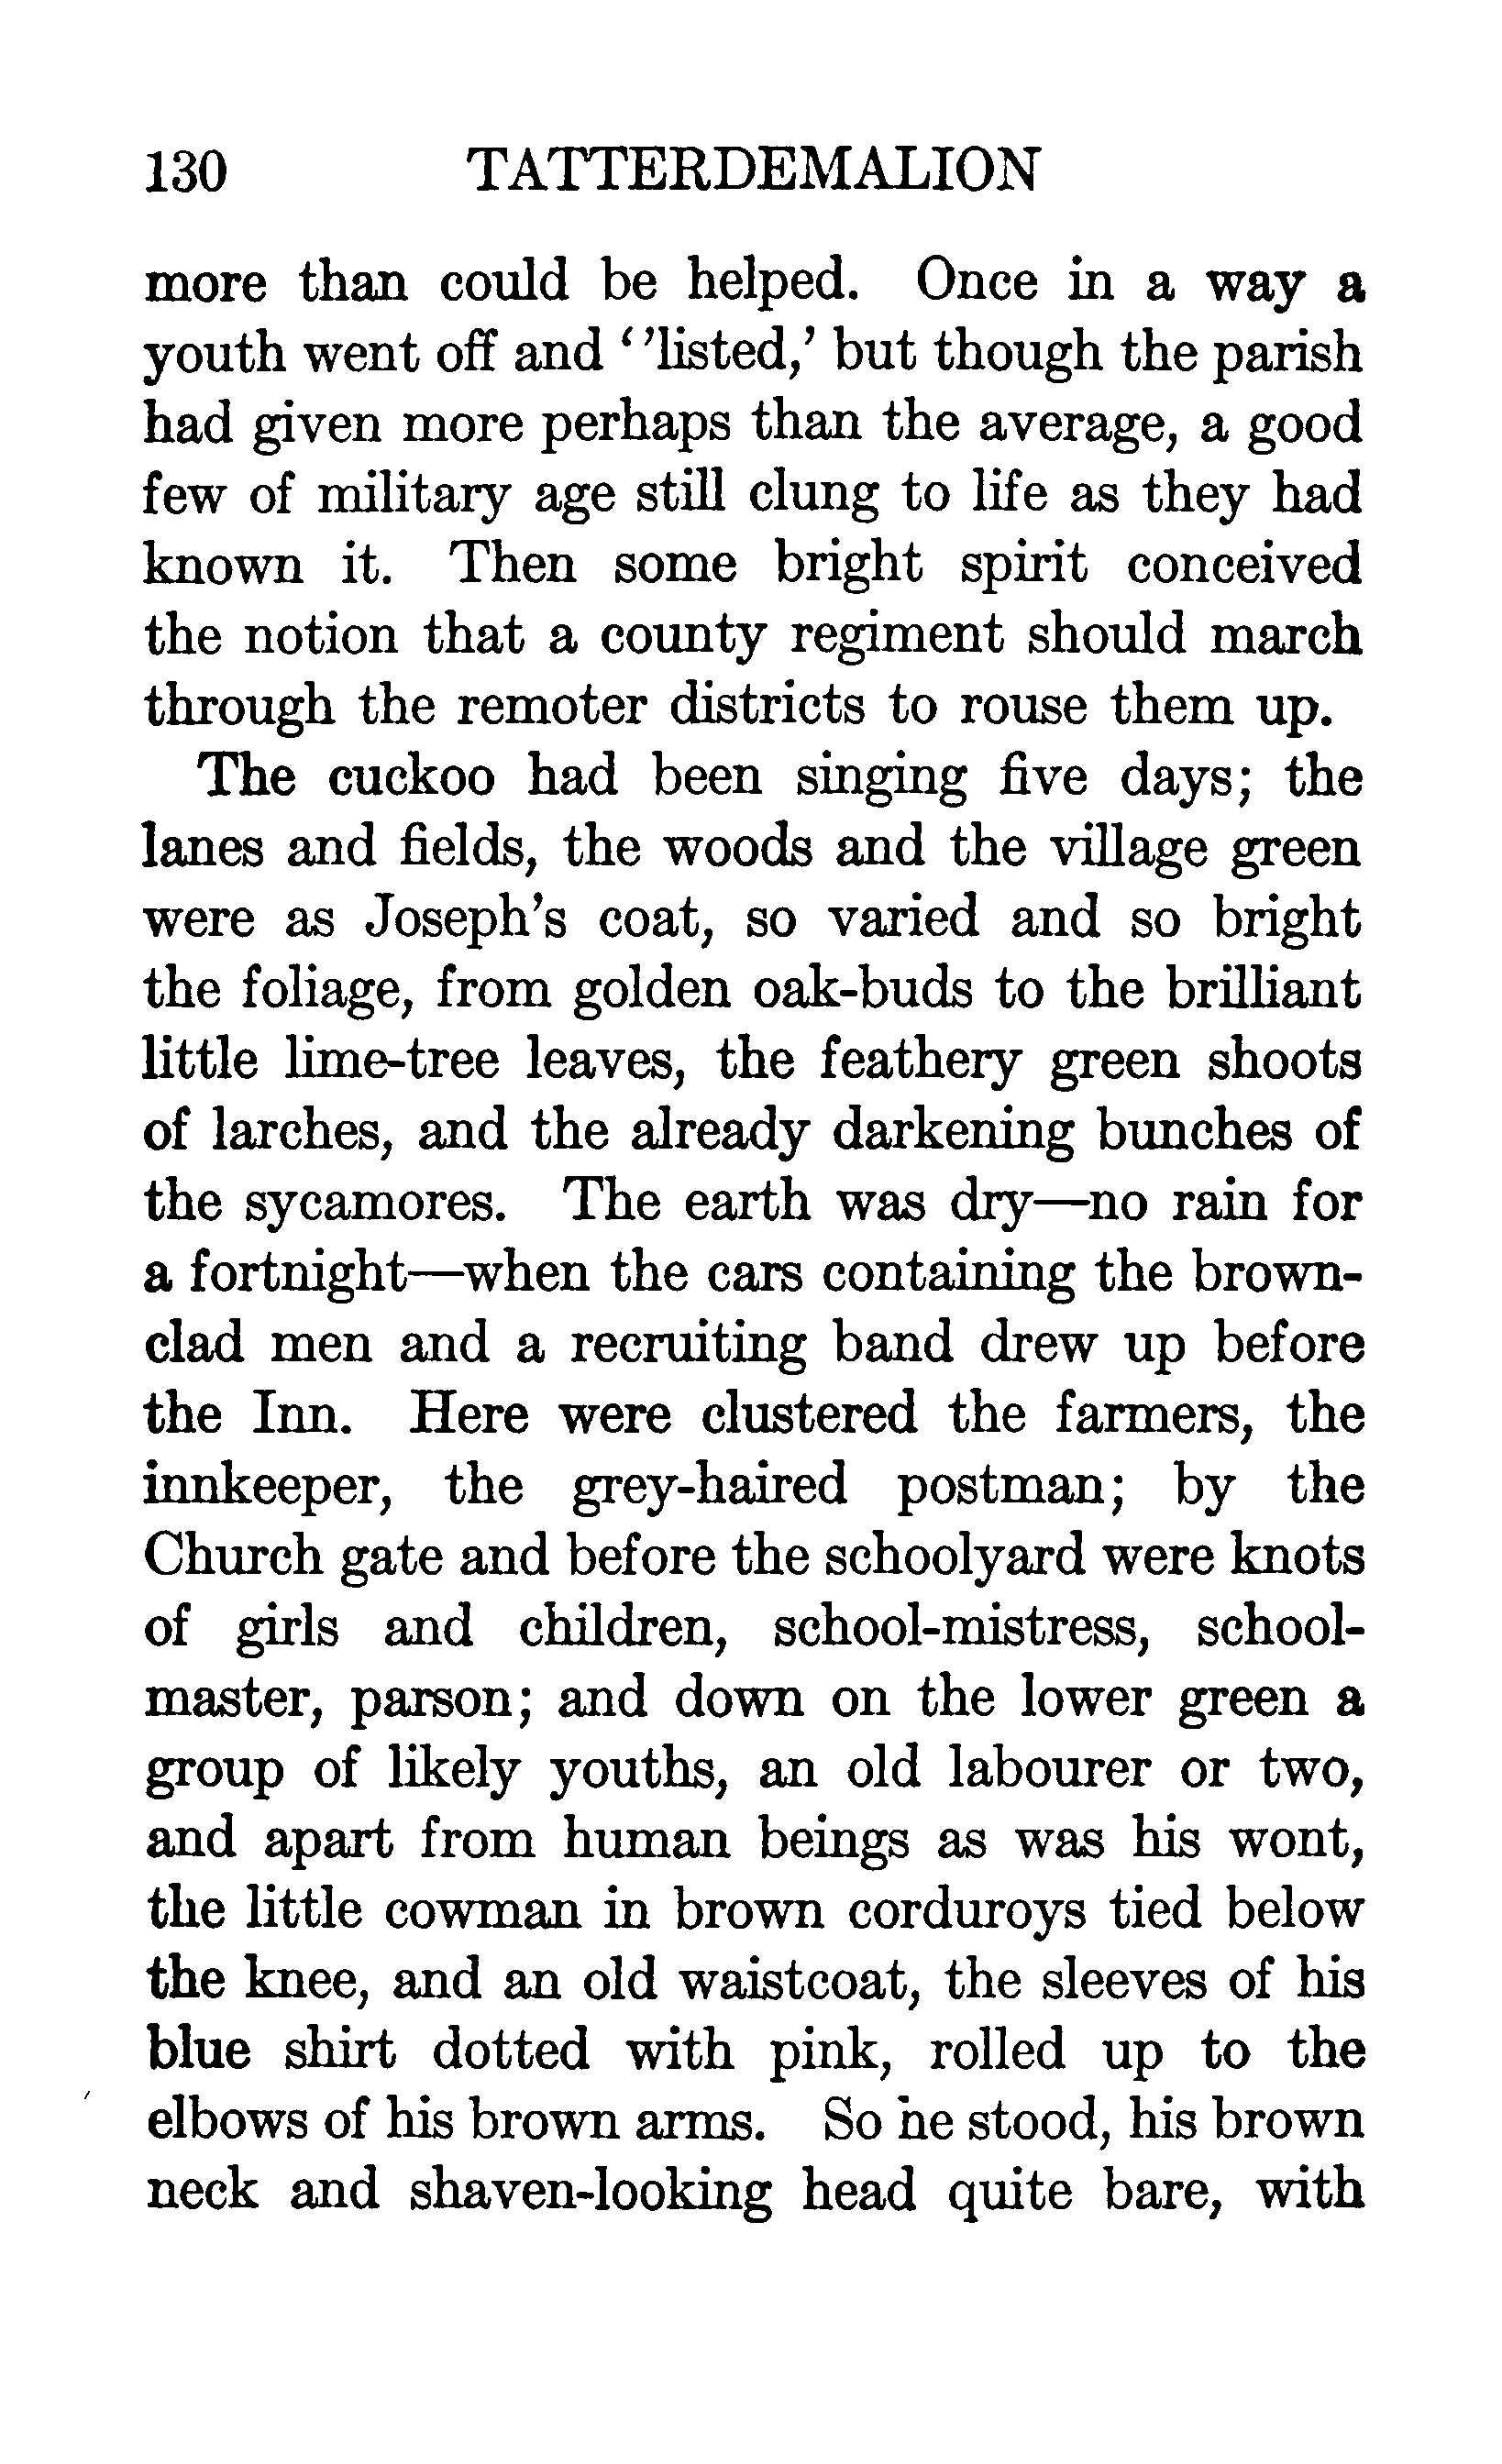 130 TATTERDEMALION
more than could be helped. Once in a way a
youth went off and ‘ ’listed,’ but though the parish
had given more perhaps than the average, a good
few of military age still clung to life as they had
known it. Then some bright spirit conceived
the notion that a county regiment should march
through the remoter districts to rouse them up.
The cuckoo had been singing five days; the
lanes and fields, the woods and the village green
were as Joseph’s coat, so varied and so bright
the foliage, from golden oak-buds to the brilliant
little lime-tree leaves, the feathery green shoots
of larches, and the already darkening bunches of
the sycamores. The earth was dry—no rain for
a fortnight—when the cars containing the brown-
clad men and a recruiting band drew up before
the Inn. Here were clustered the farmers, the
innkeeper, the grey-haired postman; by the
Church gate and before the schoolyard were knots
of girls and children, school-mistress, school-
master, parson; and down on the lower green a
group of likely youths, an old labourer or two,
and apart from human beings as was his wont,
the little cowman in brown corduroys tied below
the knee, and an old waistcoat, the sleeves of his
blue shirt dotted with pink, rolled up to the
elbows of his brown arms. So he stood, his brown
neck and shaven-looking head quite bare, with